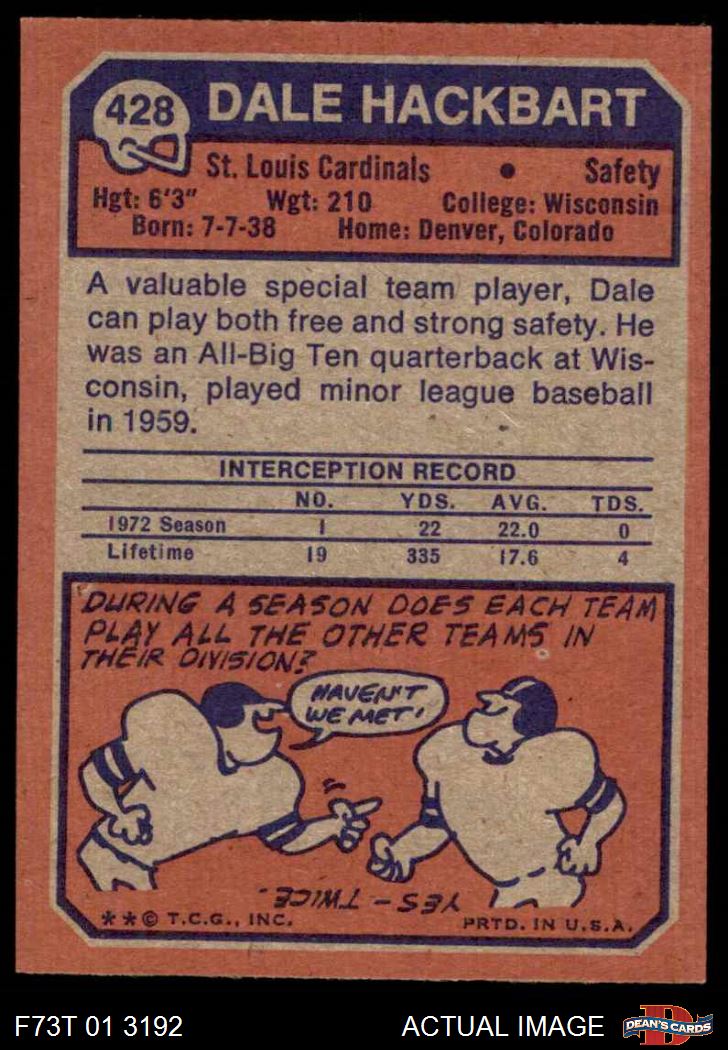 428
DALE HACKBART
St. Louis Cardinals • Safety
Hgt: 6'3" Wgt: 210 College: Wisconsin
Born: 7-7-38 Home: Denver, Colorado
A valuable special team player, Dale
can play both free and strong safety. He
was an All-Big Ten quarterback at Wis-
consin, played minor league baseball
in 1959.
INTERCEPTION RECORD
NO. YDS. AVG. TDS.
1972 Season 1 22 22.0 0
Lifetime 19 335 17.6 4
DURING A SEASON DOES EACH TEAM
PLAY ALL THE OTHER TEAMS IN
THEIR DIVISION?
HAVEN'T
WE MET!
YES - TWICE.
**© T.C.G., INC. PRTD. IN U.S.A.
F73T 01 3192 ACTUAL IMAGE
D
DEAN'S CARDS